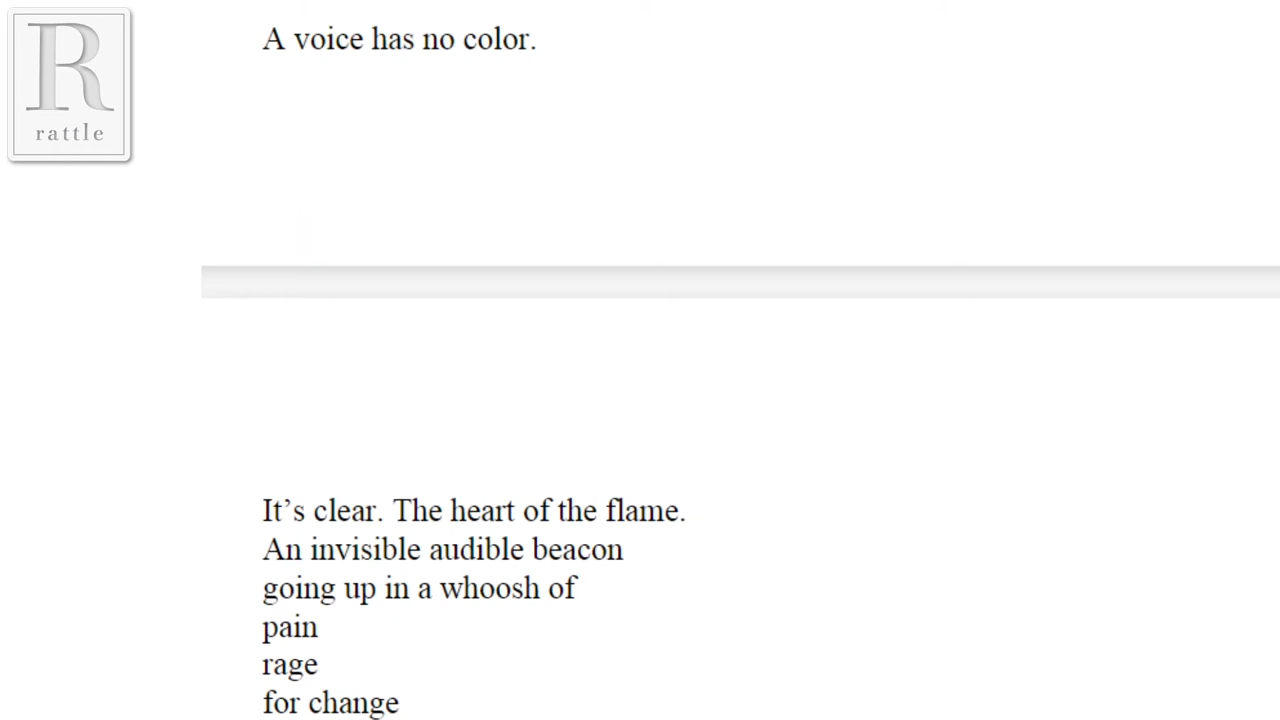 R
rattle
A voice has no color.
It’s clear. The heart of the flame.
An invisible audible beacon
going up in a whoosh of
pain
rage
for change